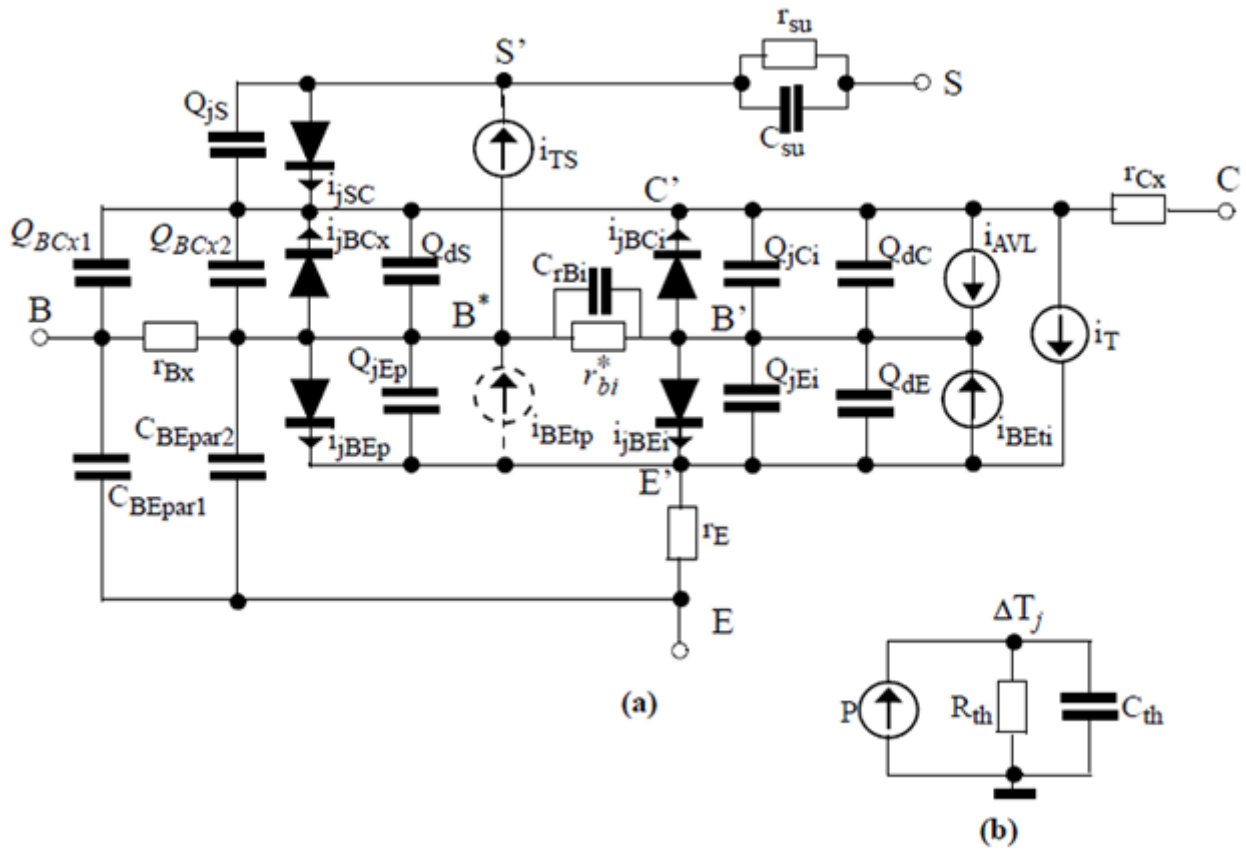 r_su
S'
S
Q_jS
C_su
i_TS
i_jSC
C'
r_Cx
C
Q_BCx1
Q_BCx2
i_jBCx
Q_dS
i_jBCi
Q_jCi
Q_dC
i_AVL
C_rBi
B
B*
B'
i_T
r_Bx
Q_jEp
r*_bi
Q_jEi
Q_dE
C_BEpar2
i_jBEp
i_BEtp
i_jBEi
i_BEti
C_BEpar1
E'
r_E
E
ΔT_j
(a)
P
R_th
C_th
(b)